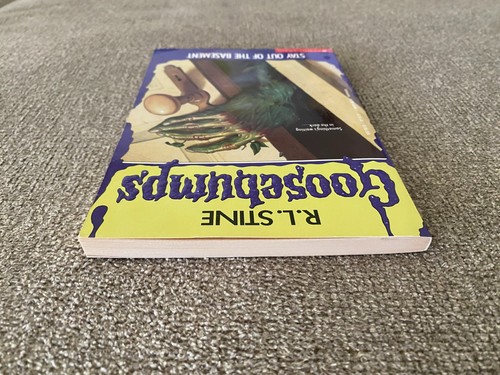 R.L. STINE
Goosebumps
Something's waiting
in the dark...
STAY OUT OF THE BASEMENT